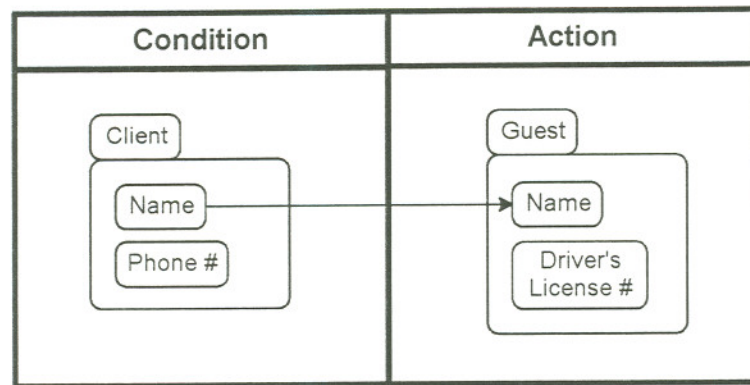 Condition
Action
Client
Name
Phone #
Guest
Name
Driver's
License #